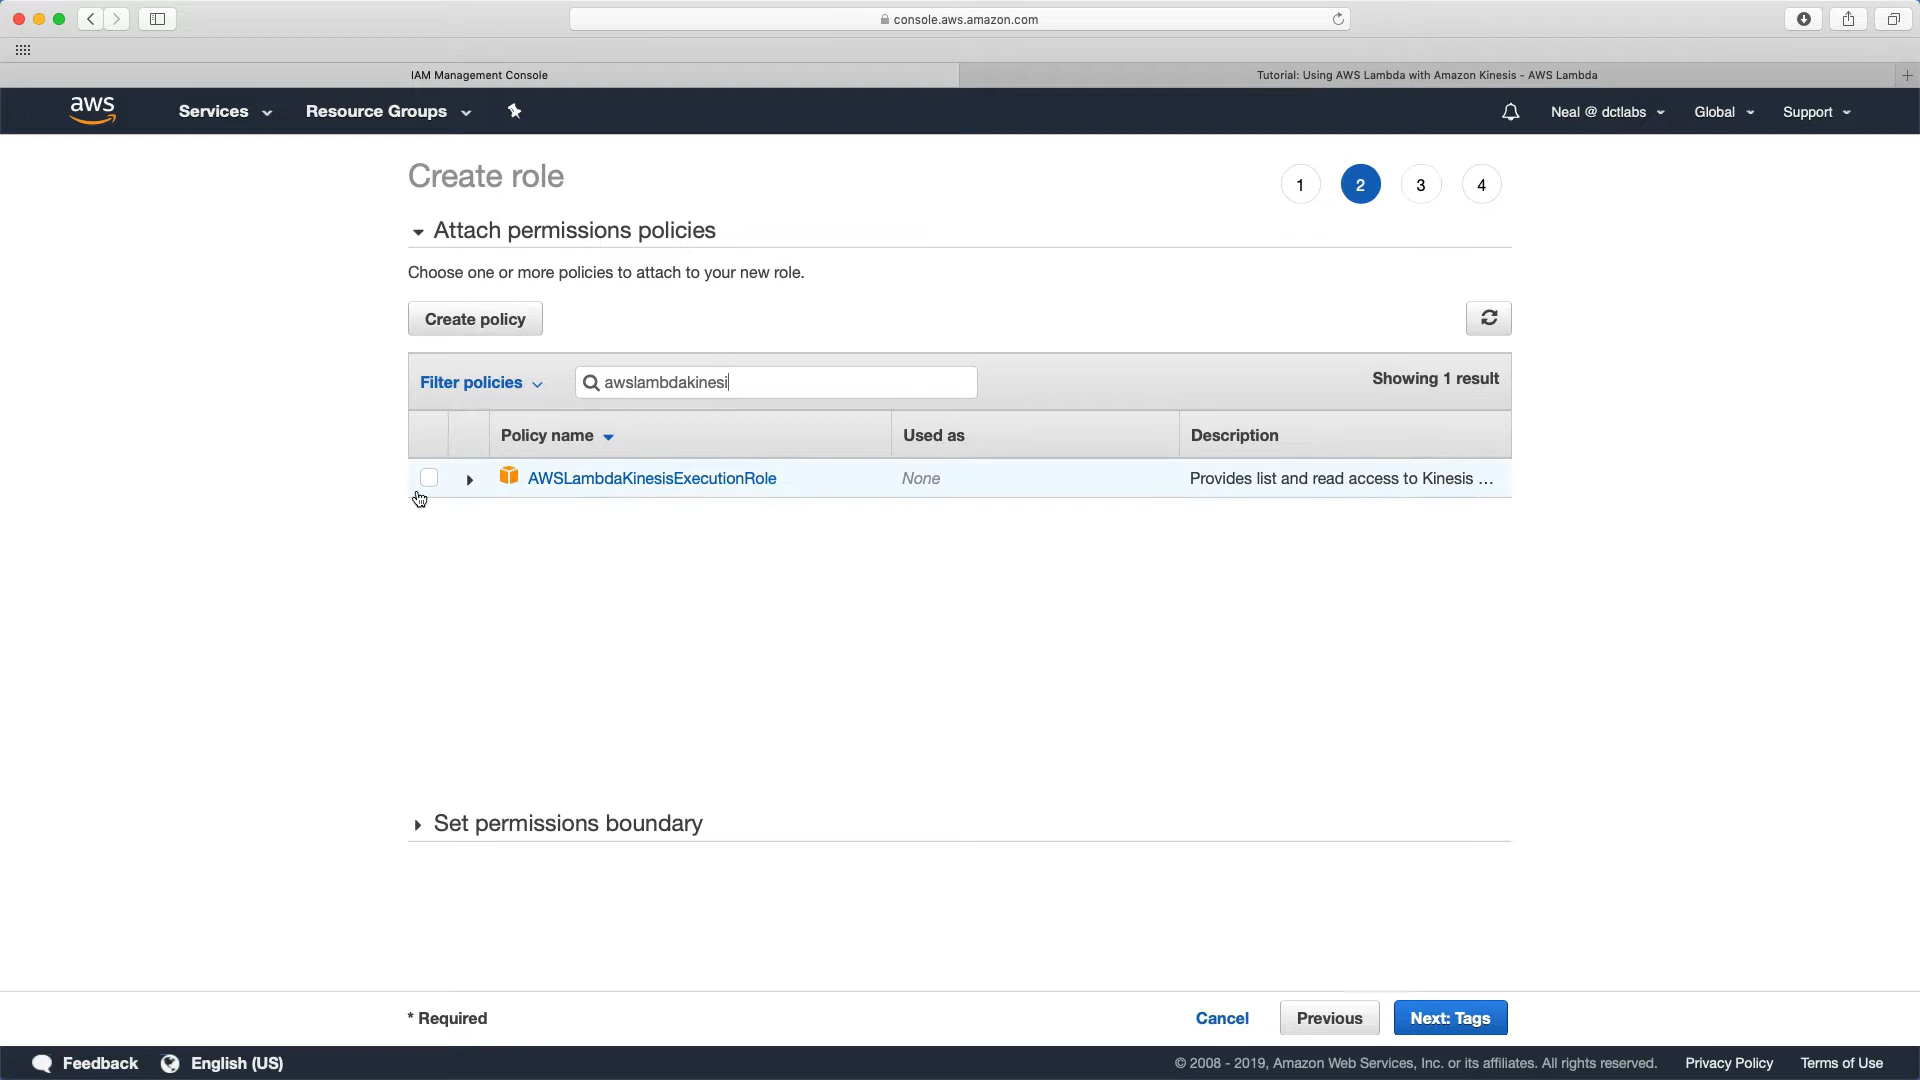 console.aws.amazon.com
IAM Management Console
Tutorial: Using AWS Lambda with Amazon Kinesis - AWS Lambda
aws
Services
Resource Groups
Neal @ dctlabs
Global
Support
Create role
1
2
3
4
Attach permissions policies
Choose one or more policies to attach to your new role.
Create policy
Filter policies
awslambdakinesi
Showing 1 result
Policy name
Used as
Description
AWSLambdaKinesisExecutionRole
None
Provides list and read access to Kinesis ...
Set permissions boundary
* Required
Cancel
Previous
Next: Tags
Feedback
English (US)
© 2008 - 2019, Amazon Web Services, Inc. or its affiliates. All rights reserved.
Privacy Policy
Terms of Use